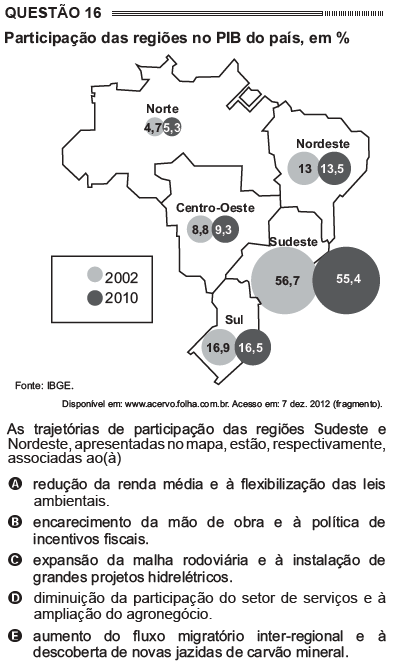 QUESTÃO 16
Participação das regiões no PIB do país, em %
Norte
4,7 5,3
Nordeste
13 13,5
Centro-Oeste
8,8 9,3
Sudeste
56,7 55,4
2002
2010
Sul
16,9 16,5
Fonte: IBGE.
Disponível em: www.acervo.folha.com.br. Acesso em: 7 dez. 2012 (fragmento).
As trajetórias de participação das regiões Sudeste e
Nordeste, apresentadas no mapa, estão, respectivamente,
associadas ao(à)
A redução da renda média e à flexibilização das leis
ambientais.
B encarecimento da mão de obra e à política de
incentivos fiscais.
C expansão da malha rodoviária e à instalação de
grandes projetos hidrelétricos.
D diminuição da participação do setor de serviços e à
ampliação do agronegócio.
E aumento do fluxo migratório inter-regional e à
descoberta de novas jazidas de carvão mineral.